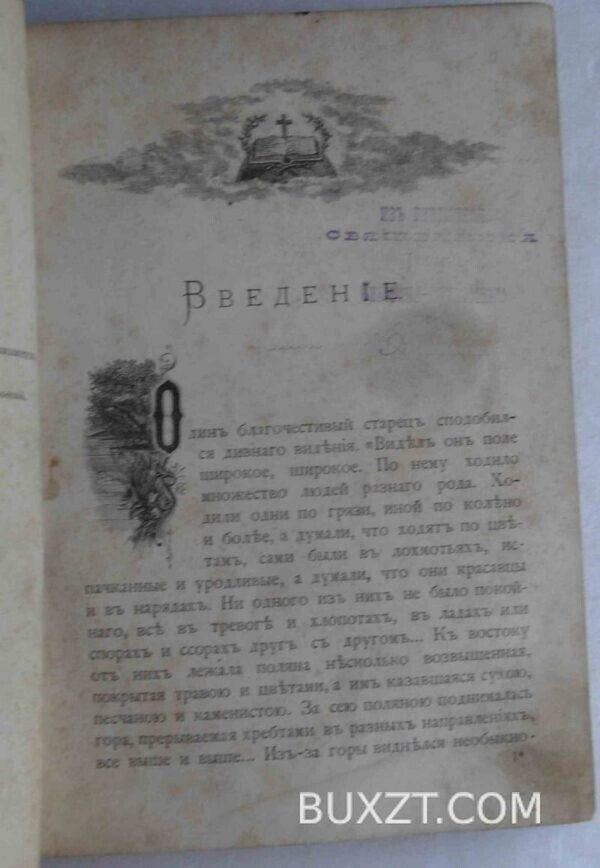 ИЗЪ
Введеніе
Одинъ благочестивый старецъ сподобил-
ся дивнаго видѣнія. «Видѣлъ онъ поле
широкое, широкое. По нему ходило
множество людей разнаго рода. Хо-
дили одни по грязи, иной по колѣно
и болѣе, а думали, что ходятъ по цвѣ-
тамъ, сами были въ лохмотьяхъ, ис-
пачканные и уродливые, а думали, что они красавцы
и въ нарядахъ. Ни одного изъ нихъ не было покой-
наго, всѣ въ тревогѣ и хлопотахъ, въ ладахъ или
спорахъ и ссорахъ другъ съ другомъ... Къ востоку
отъ нихъ лежала поляна нѣсколько возвышенная,
покрытая травою и цвѣтами, а имъ казавшаяся сухою,
песчаною и каменистою. За сею поляною поднималась
гора, прерываемая хребтами въ разныхъ направленіяхъ,
все выше и выше... Изъ-за горы виднѣлся необыкно-
1*
BUXZT.COM